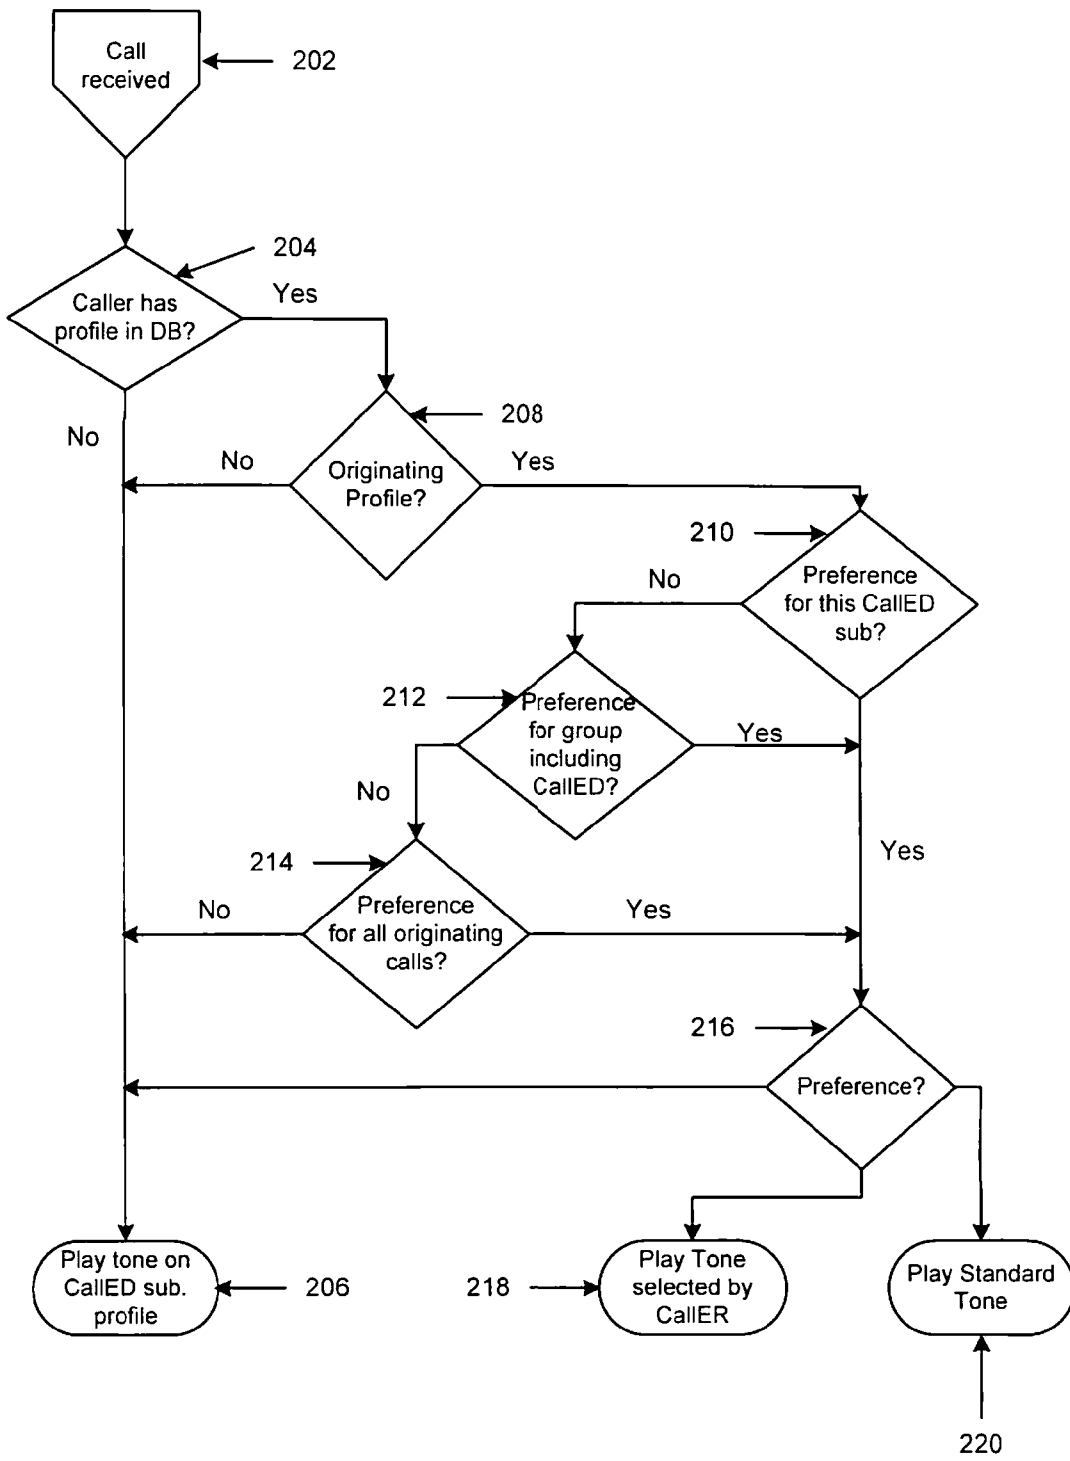 Call
received
202
204
Caller has
profile in DB?
Yes
No
208
Originating
Profile?
No
Yes
210
Preference
for this CallED
sub?
No
212
Preference
for group
including
CallED?
Yes
No
Yes
214
Preference
for all originating
calls?
No
Yes
216
Preference?
Play tone on
CallED sub.
profile
206
218
Play Tone
selected by
CallER
Play Standard
Tone
220